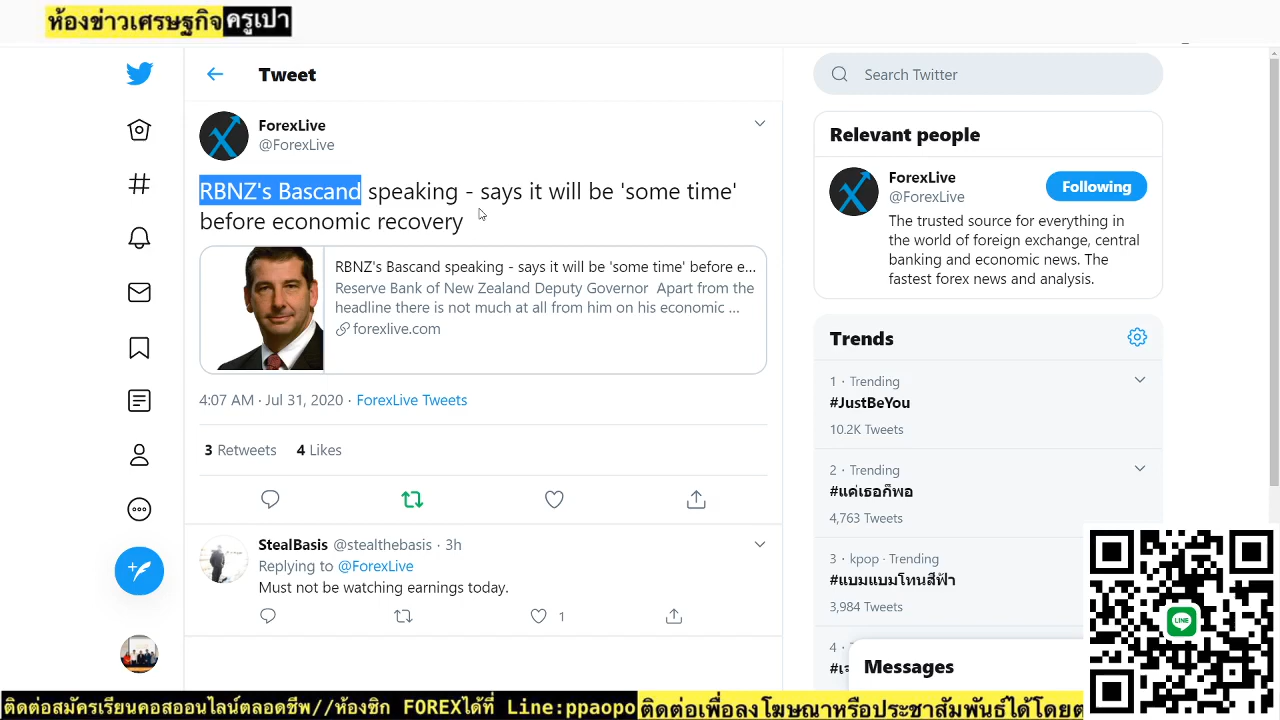 ห้องข่าวเศรษฐกิจครูเปา
Tweet
ForexLive
@ForexLive
RBNZ's Bascand speaking - says it will be 'some time'
before economic recovery
RBNZ's Bascand speaking - says it will be 'some time' before e...
Reserve Bank of New Zealand Deputy Governor Apart from the
headline there is not much at all from him on his economic ...
forexlive.com
4:07 AM · Jul 31, 2020 · ForexLive Tweets
3 Retweets 4 Likes
StealBasis @stealthebasis · 3h
Replying to @ForexLive
Must not be watching earnings today.
1
Search Twitter
Relevant people
ForexLive
@ForexLive
Following
The trusted source for everything in
the world of foreign exchange, central
banking and economic news. The
fastest forex news and analysis.
Trends
1 · Trending
#JustBeYou
10.2K Tweets
2 · Trending
#แค่เธอก็พอ
4,763 Tweets
3 · kpop · Trending
#แบมแบมโทนสีฟ้า
3,984 Tweets
4 ·
Messages
LINE
ติดต่อสมัครเรียนคอสออนไลน์ตลอดชีพ//ห้องซิก FOREXได้ที่ Line:ppaopo ติดต่อเพื่อลงโฆษณาหรือประชาสัมพันธ์ได้โดยต